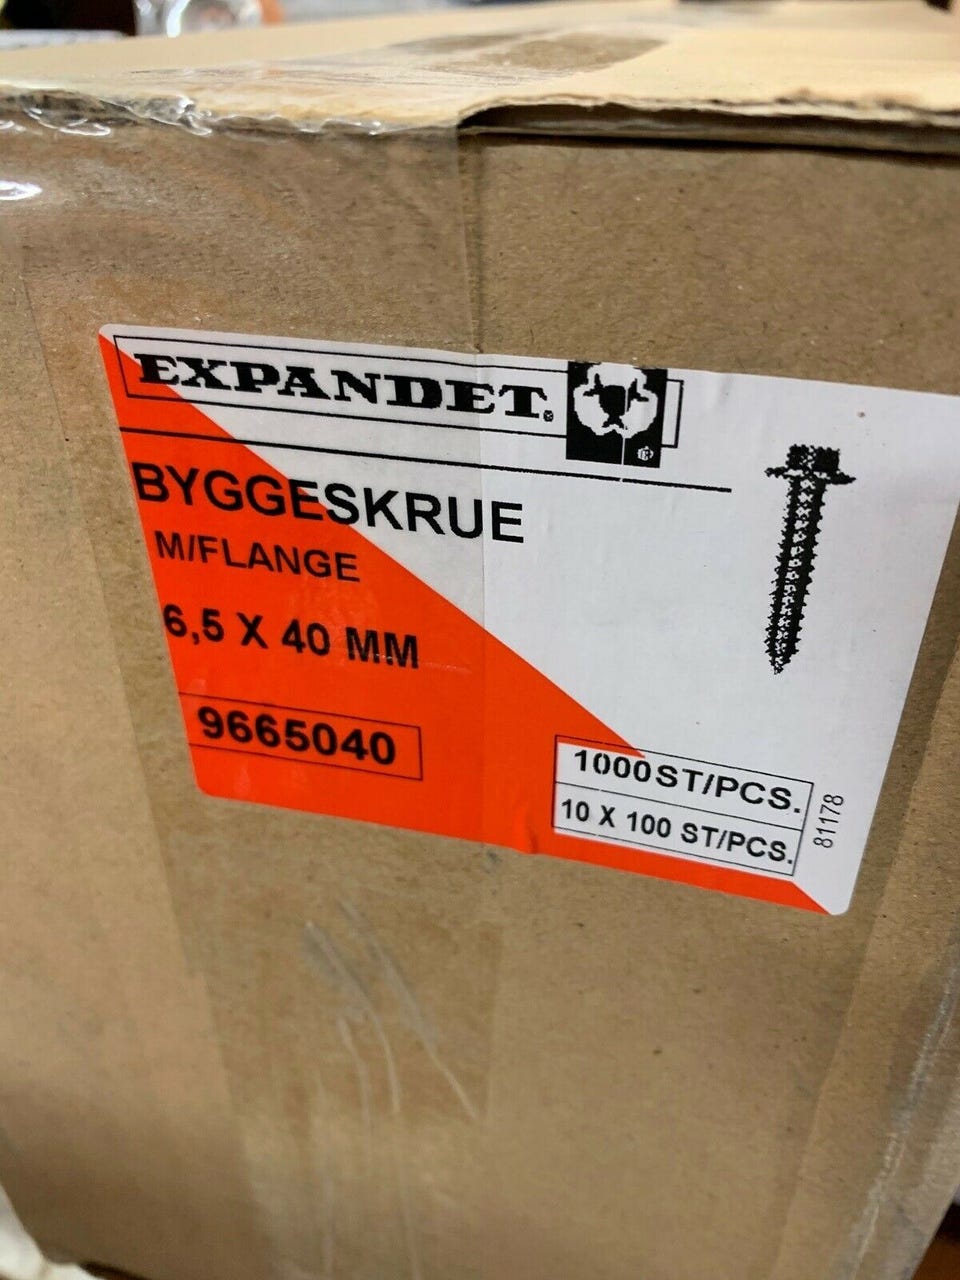 EXPANDET®
BYGGESKRUE
M/FLANGE
6,5 X 40 MM
9665040
1000 ST/PCS.
10 X 100 ST/PCS.
81178